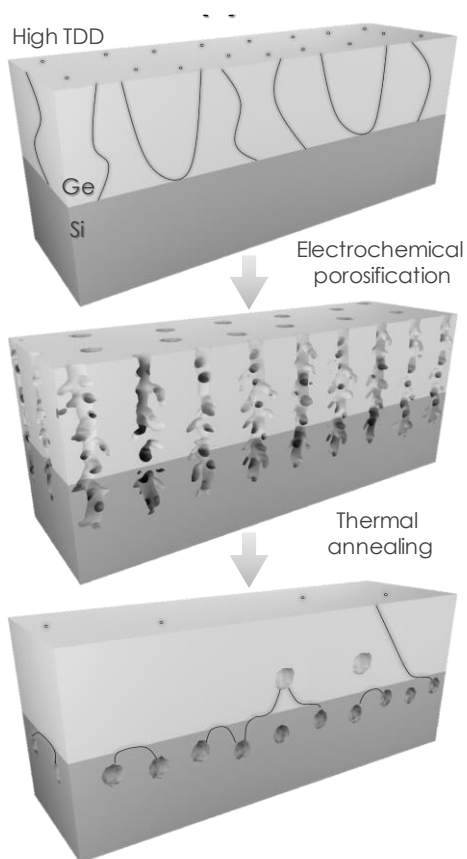 High TDD
Ge
Si
Electrochemical
porosification
Thermal
annealing